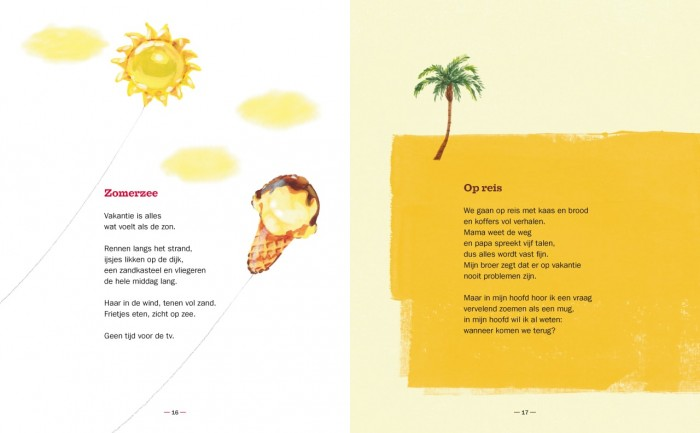 Zomerzee
Vakantie is alles
wat voelt als de zon.
Rennen langs het strand,
ijsjes likken op de dijk,
een zandkasteel en vliegeren
de hele middag lang.
Haar in de wind, tenen vol zand.
Frietjes eten, zicht op zee.
Geen tijd voor de tv.
— 16 —
Op reis
We gaan op reis met kaas en brood
en koffers vol verhalen.
Mama weet de weg
en papa spreekt vijf talen,
dus alles wordt vast fijn.
Mijn broer zegt dat er op vakantie
nooit problemen zijn.
Maar in mijn hoofd hoor ik een vraag
vervelend zoemen als een mug,
in mijn hoofd wil ik al weten:
wanneer komen we terug?
— 17 —